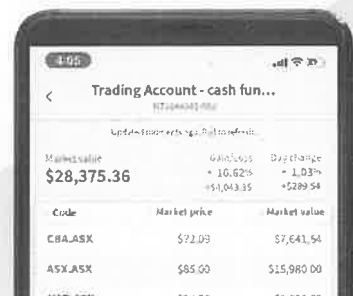 4:05
Trading Account - cash fun...
Market value Gain/Loss Day change
$28,375.36 16.62% 1.03%
+$4,043.35 +$289.54
Code Market price Market value
CBA.ASX $72.09 $7,641.54
ASX.ASX $85.00 $15,980.00